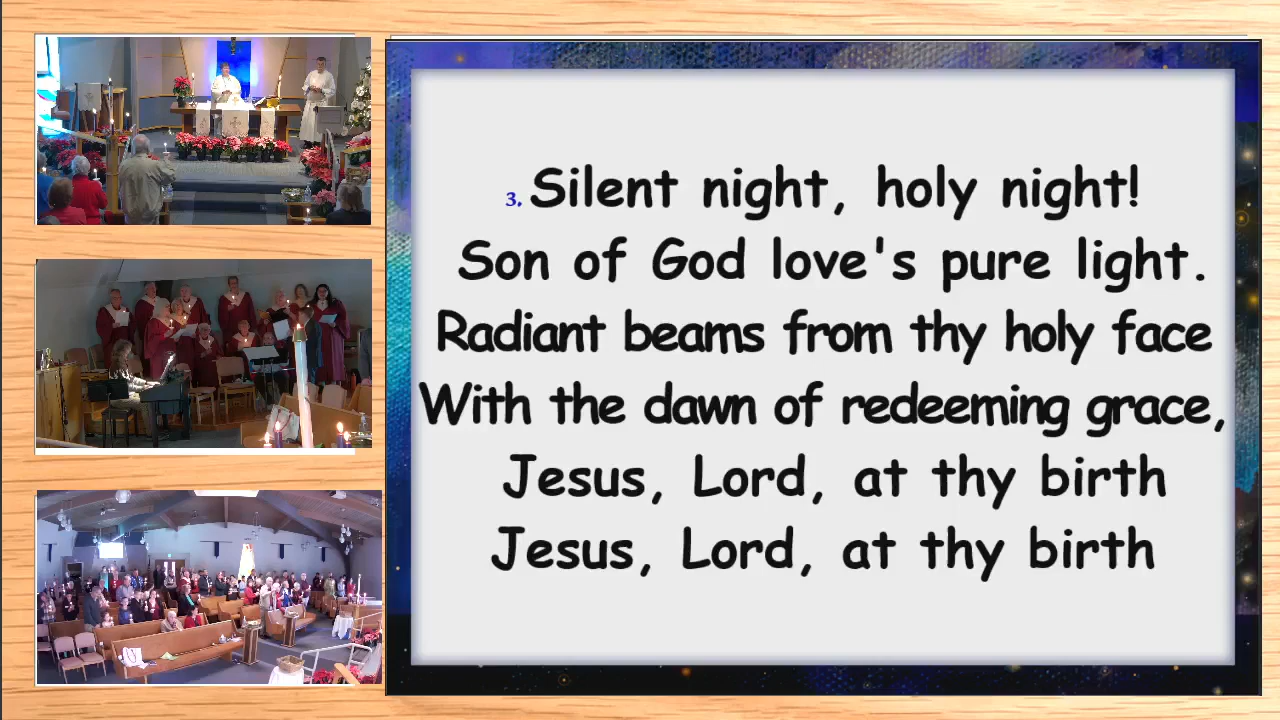 3. Silent night, holy night!
Son of God love's pure light.
Radiant beams from thy holy face
With the dawn of redeeming grace,
Jesus, Lord, at thy birth
Jesus, Lord, at thy birth